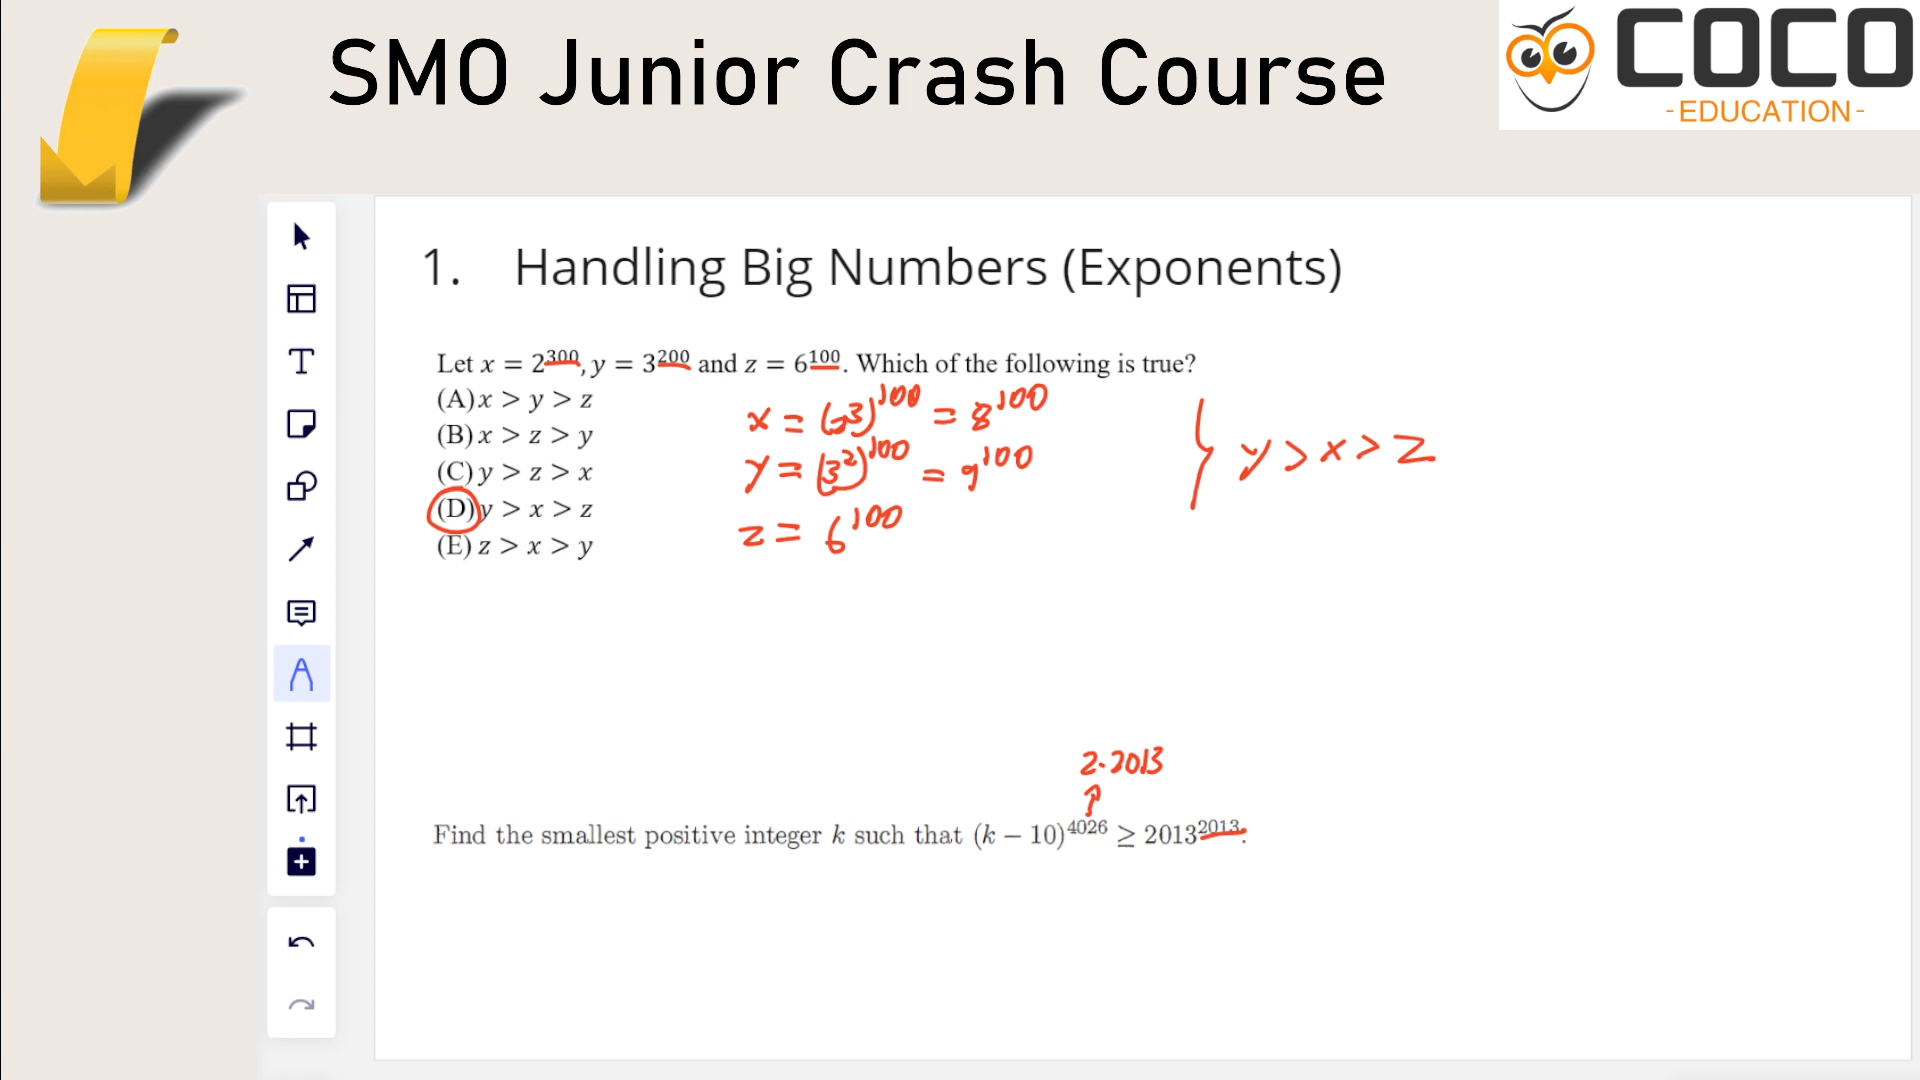 SMO Junior Crash Course
COCO
-EDUCATION-
1. Handling Big Numbers (Exponents)
Let x = 2^300, y = 3^200 and z = 6^100. Which of the following is true?
(A) x > y > z
(B) x > z > y
(C) y > z > x
(D) y > x > z
(E) z > x > y
x = (2^3)^100 = 8^100
y = (3^2)^100 = 9^100
z = 6^100
} y > x > z
2·2013
↑
Find the smallest positive integer k such that (k − 10)^4026 ≥ 2013^2013.